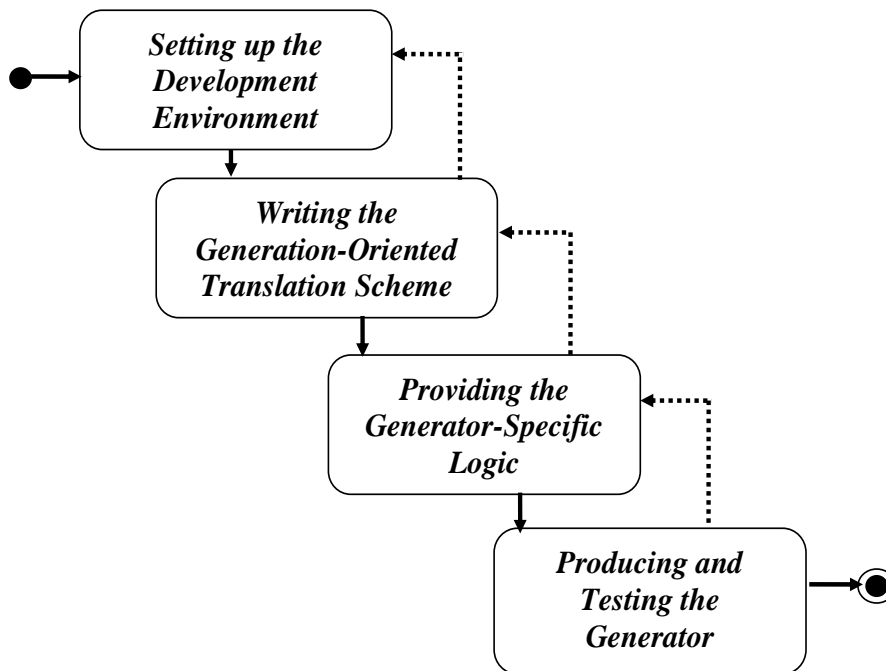 Setting up the
Development
Environment
Writing the
Generation-Oriented
Translation Scheme
Providing the
Generator-Specific
Logic
Producing and
Testing the
Generator